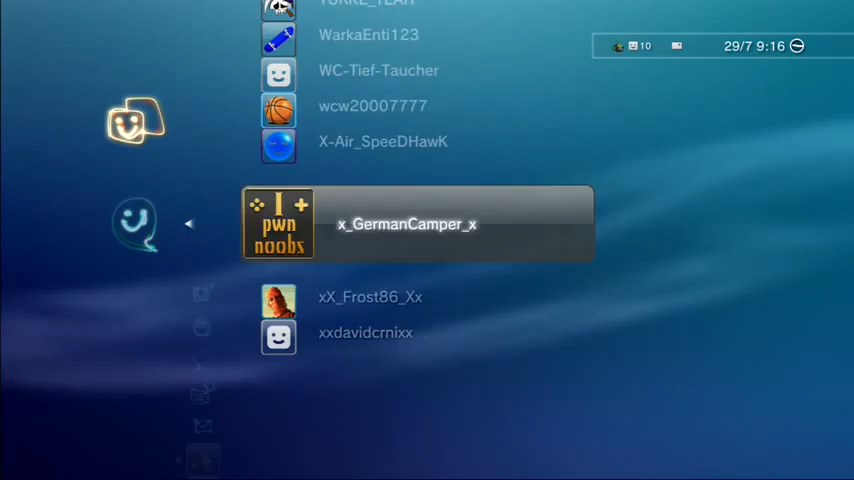 WarkaEnti123
10
29/7 9:16
WC-Tief-Taucher
wcw20007777
X-Air_SpeeDHawK
I
pwn
noobs
x_GermanCamper_x
xX_Frost86_Xx
xxdavidcrnixx